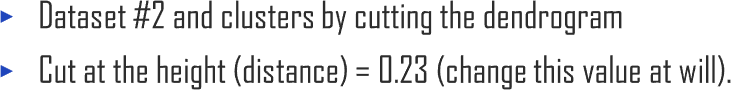 ▸ Dataset #2 and clusters by cutting the dendrogram
▸ Cut at the height (distance) = 0.23 (change this value at will).